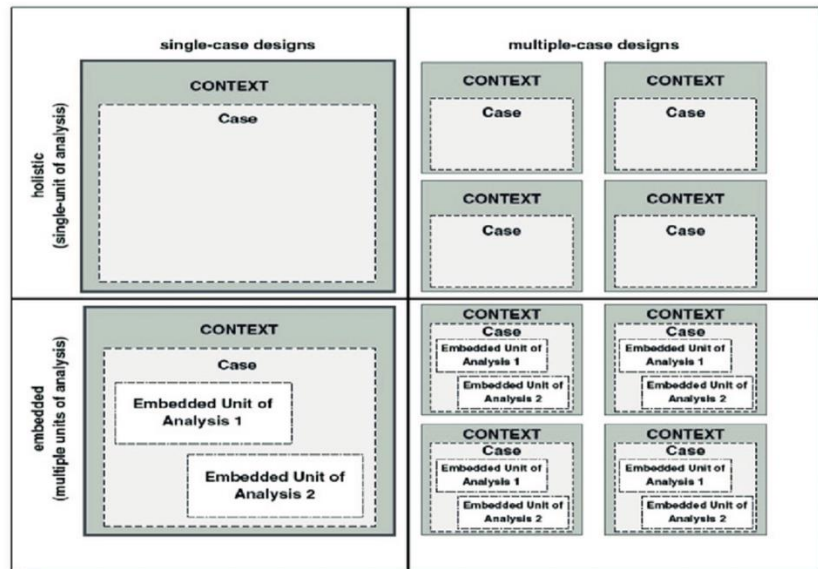 single-case designs
multiple-case designs
holistic
(single-unit of analysis)
CONTEXT
Case
CONTEXT
Case
CONTEXT
Case
CONTEXT
Case
CONTEXT
Case
embedded
(multiple units of analysis)
CONTEXT
Case
Embedded Unit of
Analysis 1
Embedded Unit of
Analysis 2
CONTEXT
Case
Embedded Unit of
Analysis 1
Embedded Unit of
Analysis 2
CONTEXT
Case
Embedded Unit of
Analysis 1
Embedded Unit of
Analysis 2
CONTEXT
Case
Embedded Unit of
Analysis 1
Embedded Unit of
Analysis 2
CONTEXT
Case
Embedded Unit of
Analysis 1
Embedded Unit of
Analysis 2